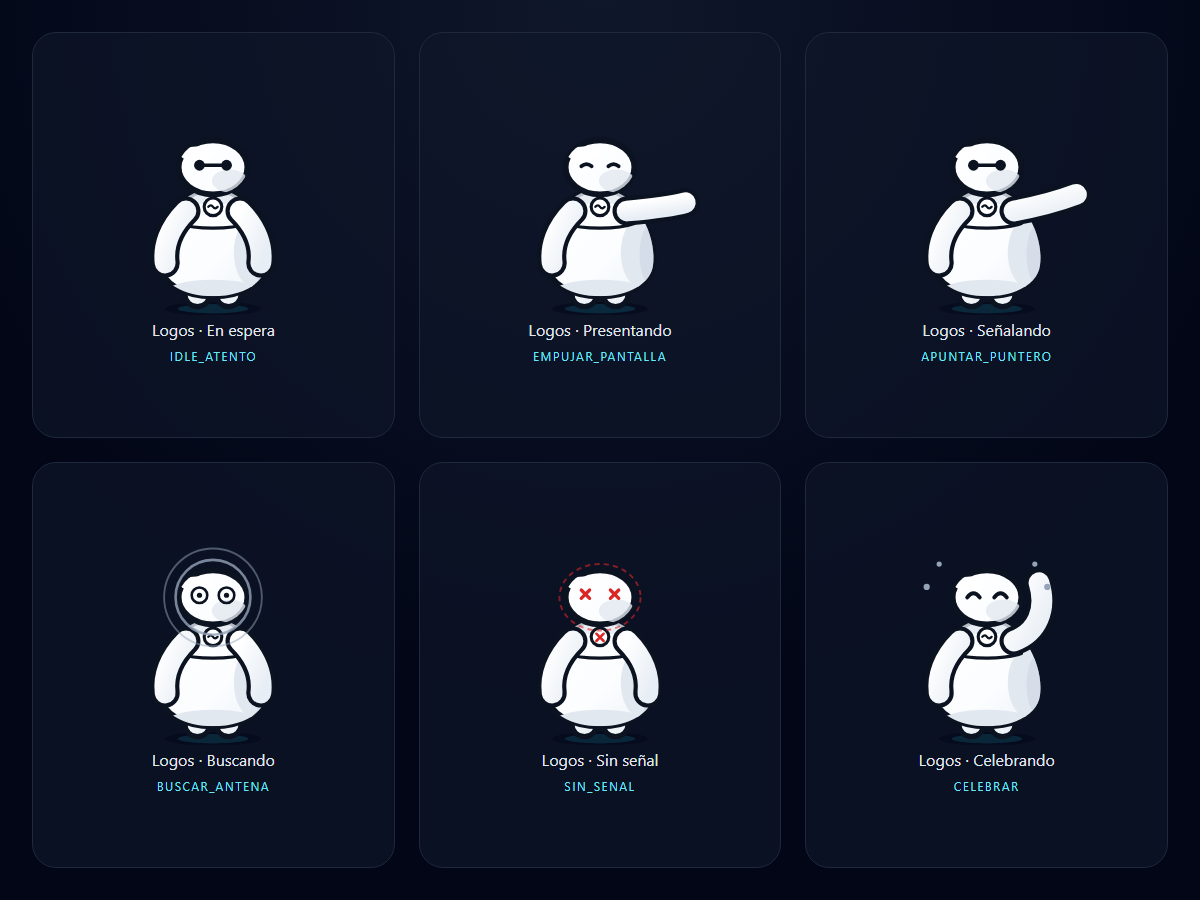 Logos · En espera
IDLE_ATENTO
Logos · Presentando
EMPUJAR_PANTALLA
Logos · Señalando
APUNTAR_PUNTERO
Logos · Buscando
BUSCAR_ANTENA
Logos · Sin señal
SIN_SENAL
Logos · Celebrando
CELEBRAR